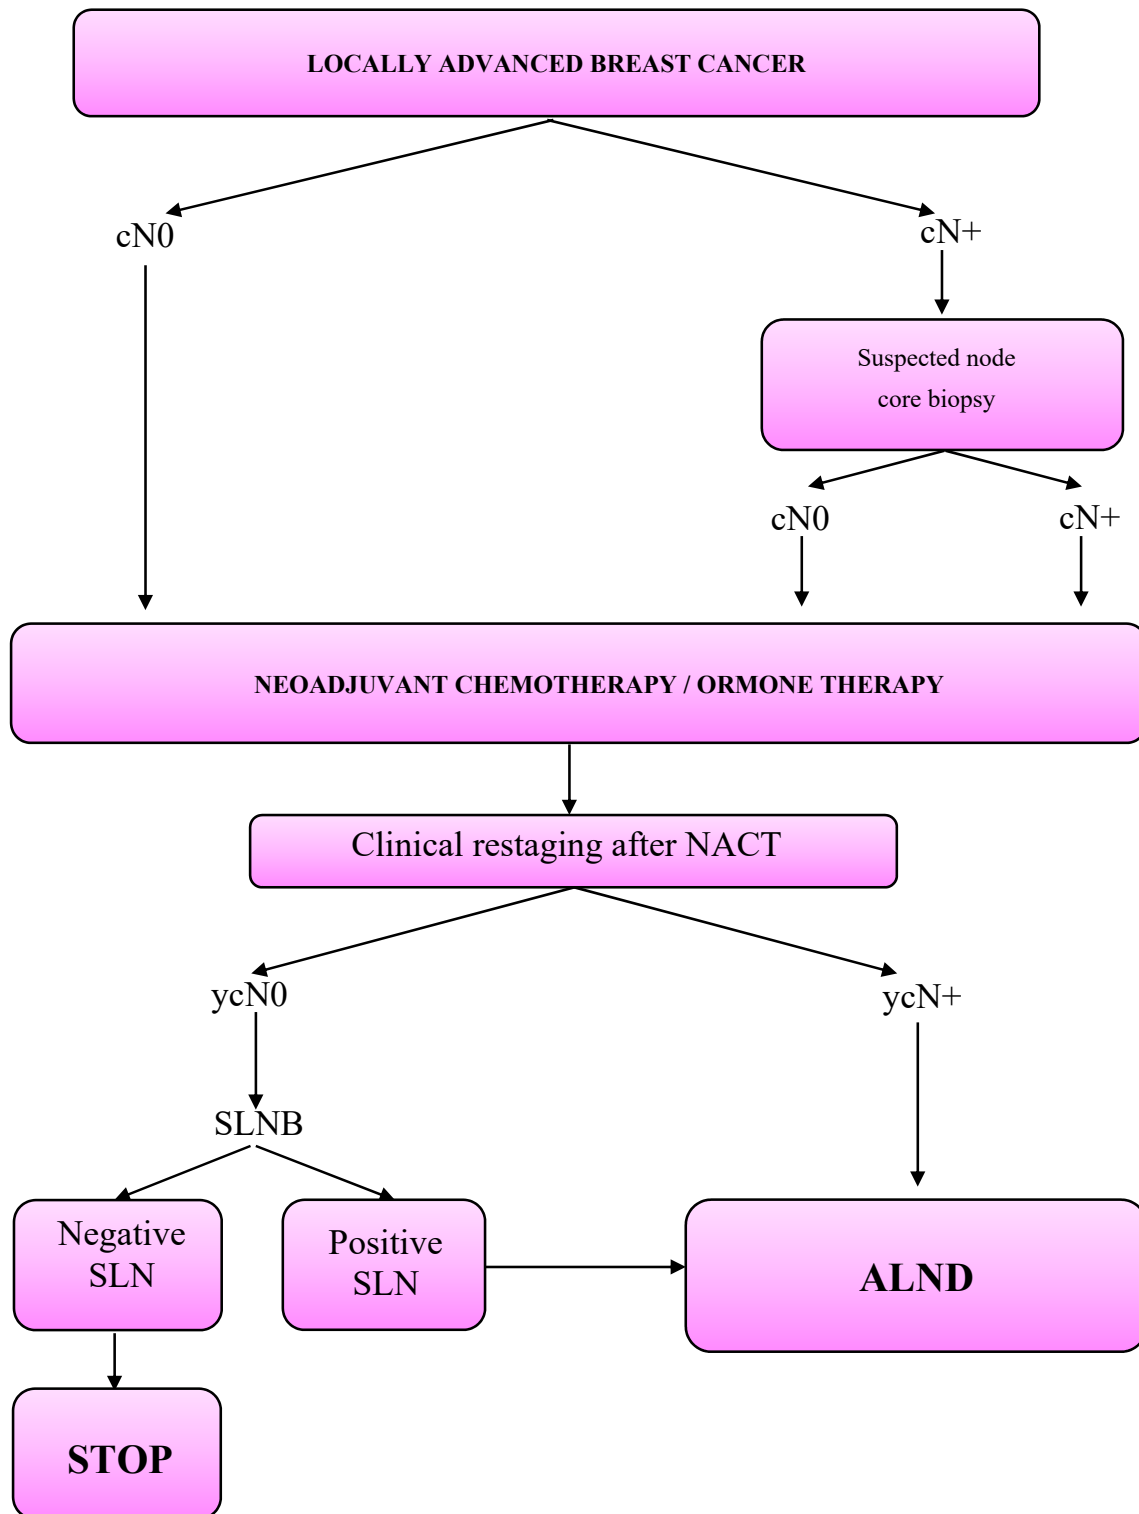 LOCALLY ADVANCED BREAST CANCER
cN0
cN+
Suspected node
core biopsy
cN0
cN+
NEOADJUVANT CHEMOTHERAPY / ORMONE THERAPY
Clinical restaging after NACT
ycN0
ycN+
SLNB
Negative
SLN
Positive
SLN
ALND
STOP